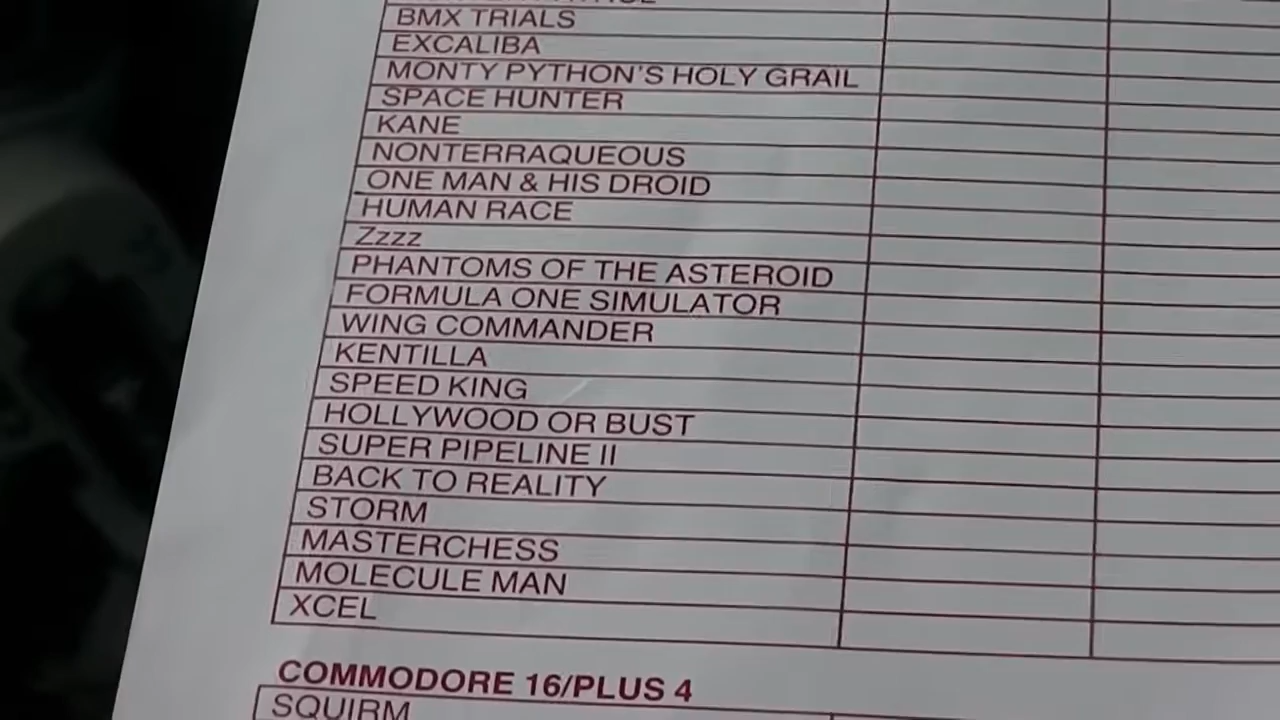 BMX TRIALS
EXCALIBA
MONTY PYTHON'S HOLY GRAIL
SPACE HUNTER
KANE
NONTERRAQUEOUS
ONE MAN & HIS DROID
HUMAN RACE
Zzzz
PHANTOMS OF THE ASTEROID
FORMULA ONE SIMULATOR
WING COMMANDER
KENTILLA
SPEED KING
HOLLYWOOD OR BUST
SUPER PIPELINE II
BACK TO REALITY
STORM
MASTERCHESS
MOLECULE MAN
XCEL
COMMODORE 16/PLUS 4
SQUIRM